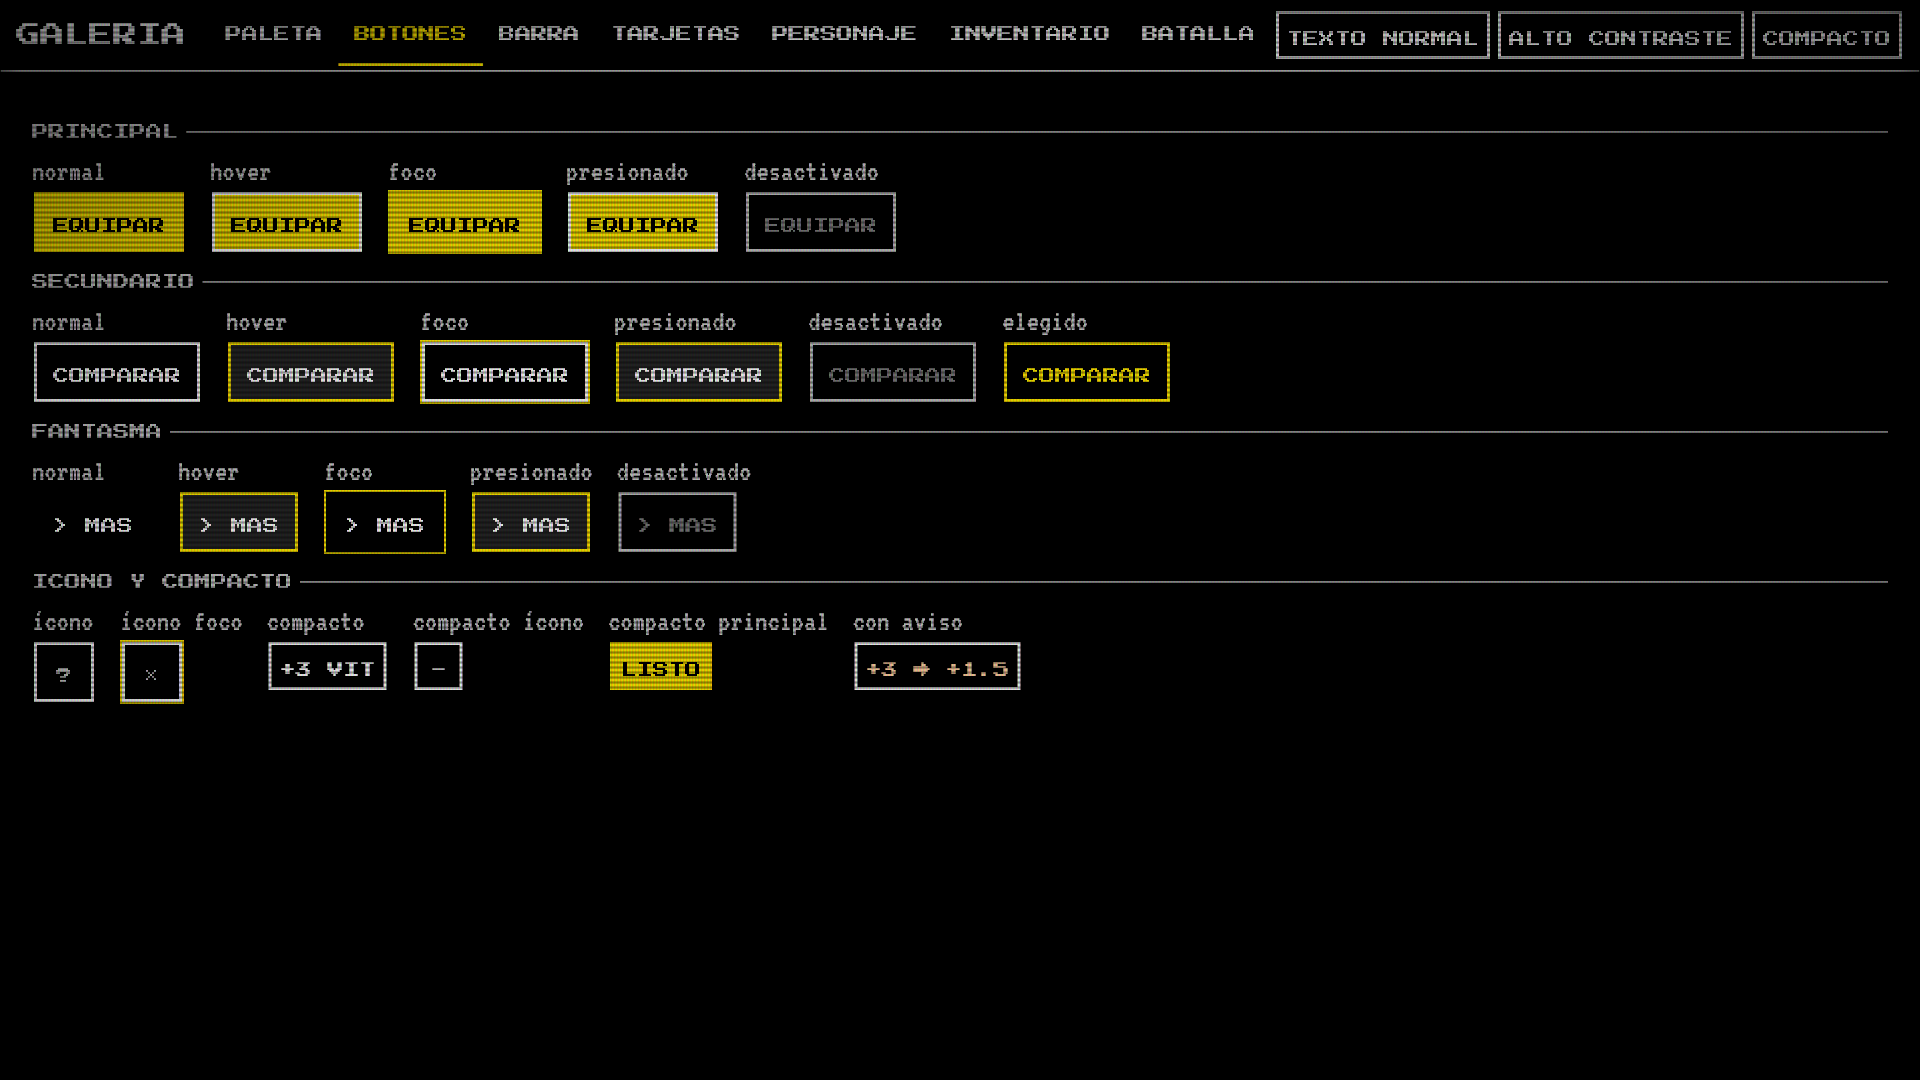 GALERIA PALETA BOTONES BARRA TARJETAS PERSONAJE INVENTARIO BATALLA TEXTO NORMAL ALTO CONTRASTE COMPACTO
PRINCIPAL
normal hover foco presionado desactivado
EQUIPAR EQUIPAR EQUIPAR EQUIPAR EQUIPAR
SECUNDARIO
normal hover foco presionado desactivado elegido
COMPARAR COMPARAR COMPARAR COMPARAR COMPARAR COMPARAR
FANTASMA
normal hover foco presionado desactivado
> MAS > MAS > MAS > MAS > MAS
ICONO Y COMPACTO
ícono ícono foco compacto compacto ícono compacto principal con aviso
? × +3 VIT – LISTO +3 → +1.5